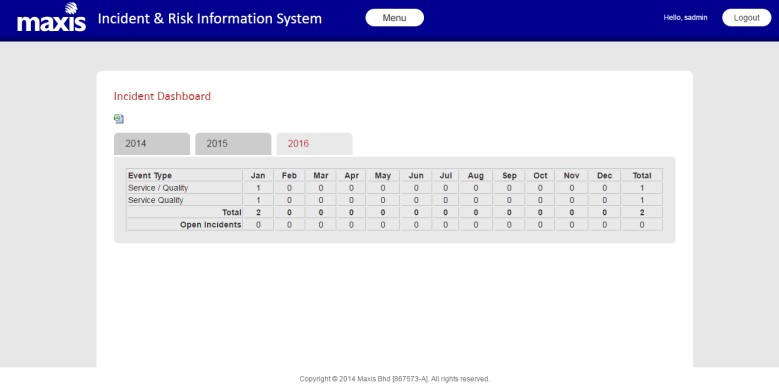 maxis Incident & Risk Information System Menu Hello, sadmin Logout
Incident Dashboard
2014 2015 2016
Event Type Jan Feb Mar Apr May Jun Jul Aug Sep Oct Nov Dec Total
Service / Quality 1 0 0 0 0 0 0 0 0 0 0 0 1
Service Quality 1 0 0 0 0 0 0 0 0 0 0 0 1
Total 2 0 0 0 0 0 0 0 0 0 0 0 2
Open Incidents 0 0 0 0 0 0 0 0 0 0 0 0 0
Copyright © 2014 Maxis Bhd [867573-A]. All rights reserved.